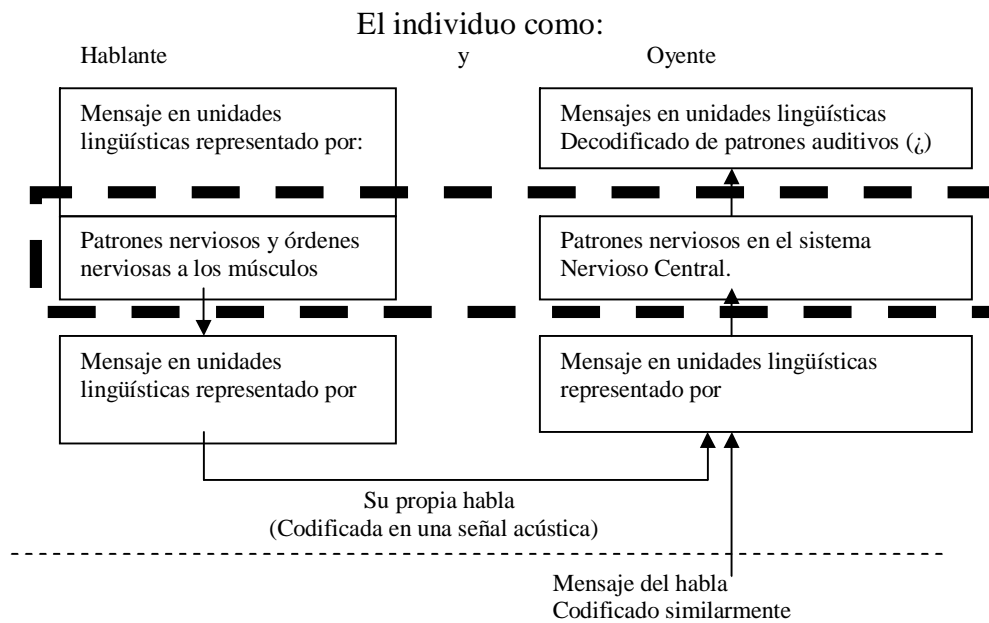 El individuo como:
Hablante y Oyente
Mensaje en unidades
lingüísticas representado por:
Mensajes en unidades lingüísticas
Decodificado de patrones auditivos (¿)
Patrones nerviosos y órdenes
nerviosas a los músculos
Patrones nerviosos en el sistema
Nervioso Central.
Mensaje en unidades
lingüísticas representado por
Mensaje en unidades lingüísticas
representado por
Su propia habla
(Codificada en una señal acústica)
Mensaje del habla
Codificado similarmente